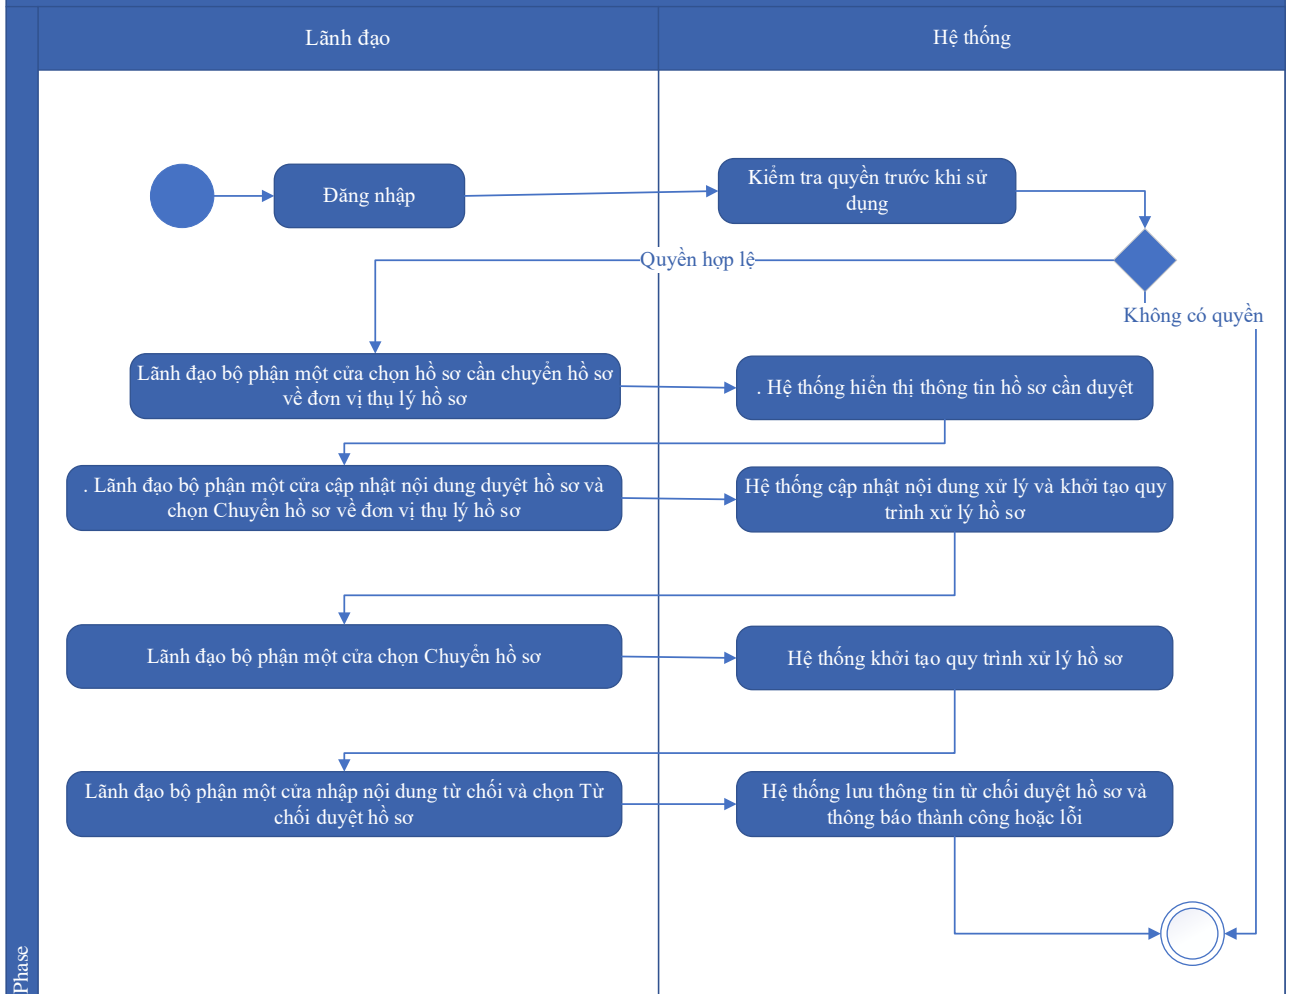 Lãnh đạo
Hệ thống
Đăng nhập
Kiểm tra quyền trước khi sử
dụng
Quyền hợp lệ
Không có quyền
Lãnh đạo bộ phận một cửa chọn hồ sơ cần chuyển hồ sơ
về đơn vị thụ lý hồ sơ
. Hệ thống hiển thị thông tin hồ sơ cần duyệt
. Lãnh đạo bộ phận một cửa cập nhật nội dung duyệt hồ sơ và
chọn Chuyển hồ sơ về đơn vị thụ lý hồ sơ
Hệ thống cập nhật nội dung xử lý và khởi tạo quy
trình xử lý hồ sơ
Lãnh đạo bộ phận một cửa chọn Chuyển hồ sơ
Hệ thống khởi tạo quy trình xử lý hồ sơ
Lãnh đạo bộ phận một cửa nhập nội dung từ chối và chọn Từ
chối duyệt hồ sơ
Hệ thống lưu thông tin từ chối duyệt hồ sơ và
thông báo thành công hoặc lỗi
Phase